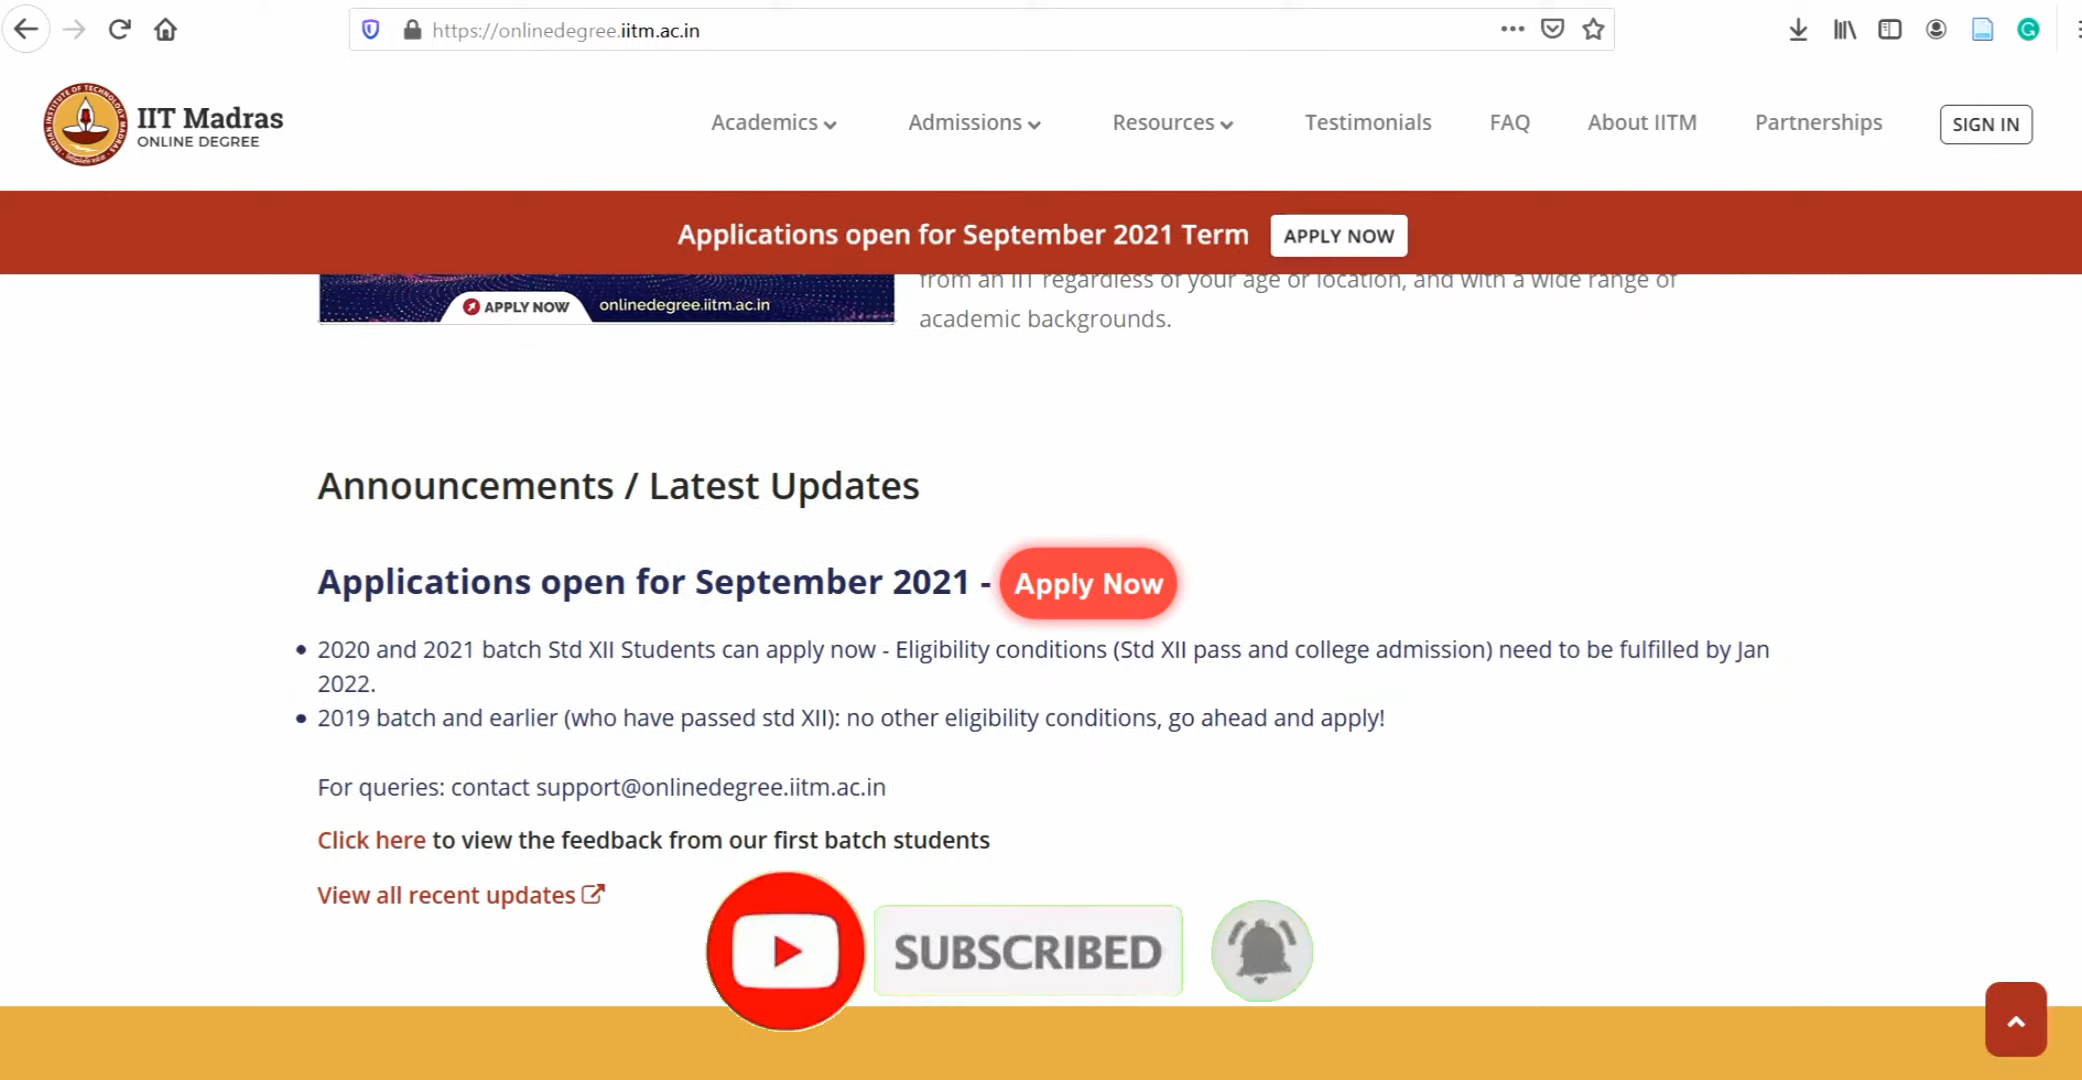 https://onlinedegree.iitm.ac.in
IIT Madras
ONLINE DEGREE
Academics
Admissions
Resources
Testimonials
FAQ
About IITM
Partnerships
SIGN IN
Applications open for September 2021 Term
APPLY NOW
APPLY NOW
onlinedegree.iitm.ac.in
from an IIT regardless of your age or location, and with a wide range of
academic backgrounds.
Announcements / Latest Updates
Applications open for September 2021 - Apply Now
2020 and 2021 batch Std XII Students can apply now - Eligibility conditions (Std XII pass and college admission) need to be fulfilled by Jan
2022.
2019 batch and earlier (who have passed std XII): no other eligibility conditions, go ahead and apply!
For queries: contact support@onlinedegree.iitm.ac.in
Click here to view the feedback from our first batch students
View all recent updates
SUBSCRIBED